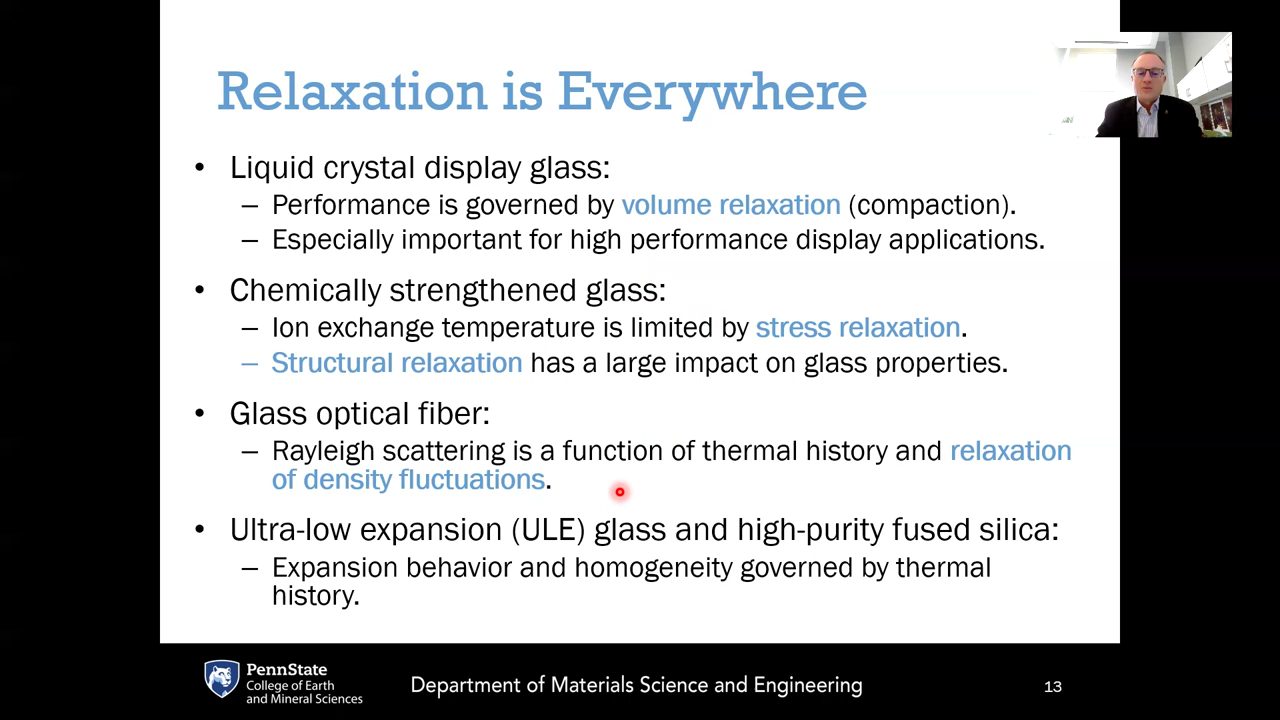 Relaxation is Everywhere
• Liquid crystal display glass:
– Performance is governed by volume relaxation (compaction).
– Especially important for high performance display applications.
• Chemically strengthened glass:
– Ion exchange temperature is limited by stress relaxation.
– Structural relaxation has a large impact on glass properties.
• Glass optical fiber:
– Rayleigh scattering is a function of thermal history and relaxation
of density fluctuations.
• Ultra-low expansion (ULE) glass and high-purity fused silica:
– Expansion behavior and homogeneity governed by thermal
history.
PennState
College of Earth
and Mineral Sciences
Department of Materials Science and Engineering
13